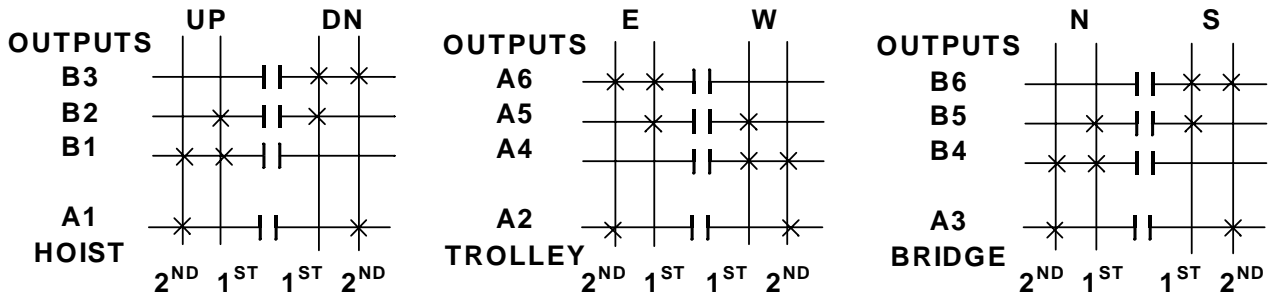 UP DN
OUTPUTS
B3
B2
B1
A1
HOIST
2ND 1ST 1ST 2ND
E W
OUTPUTS
A6
A5
A4
A2
TROLLEY
2ND 1ST 1ST 2ND
N S
OUTPUTS
B6
B5
B4
A3
BRIDGE
2ND 1ST 1ST 2ND